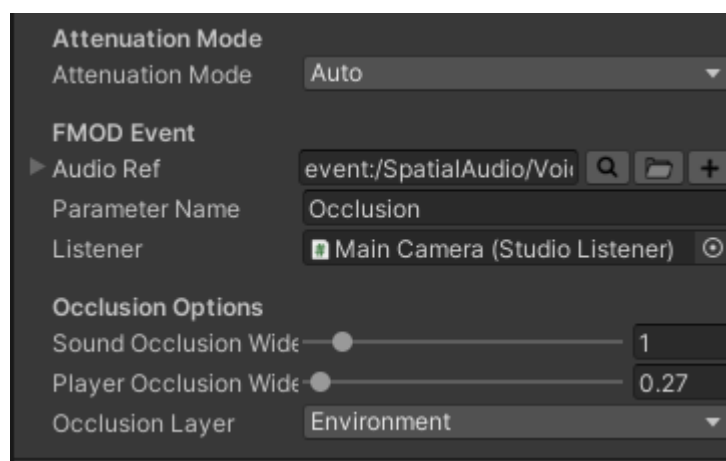 Attenuation Mode
Attenuation Mode Auto
FMOD Event
Audio Ref event:/SpatialAudio/Voi
Parameter Name Occlusion
Listener Main Camera (Studio Listener)
Occlusion Options
Sound Occlusion Wide 1
Player Occlusion Wide 0.27
Occlusion Layer Environment